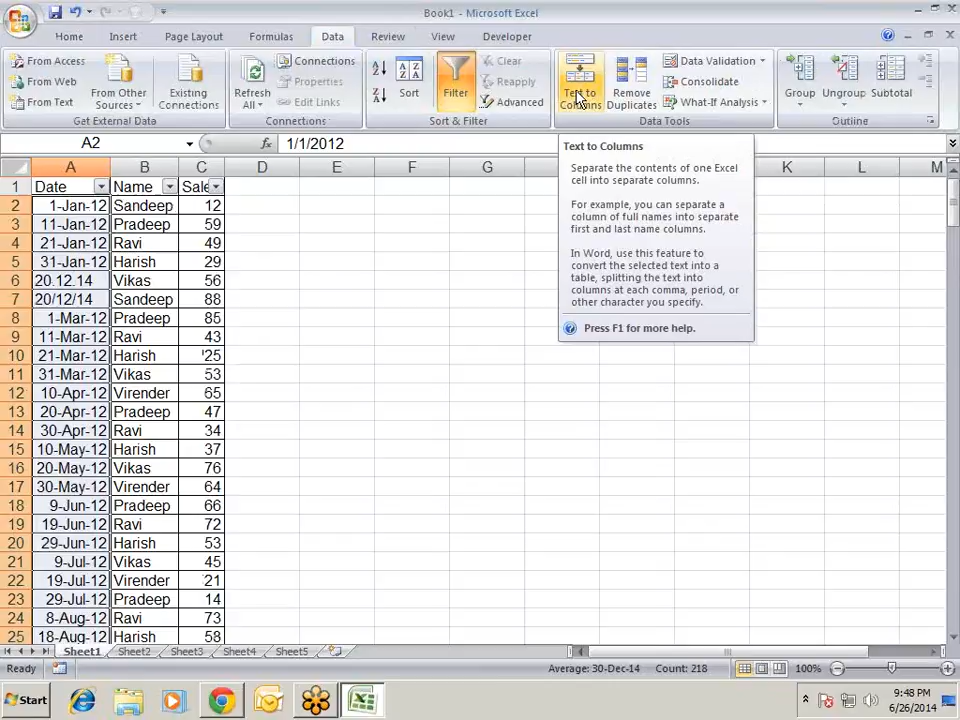 Book1 - Microsoft Excel
Home Insert Page Layout Formulas Data Review View Developer
From Access
From Web
From Text
From Other Sources
Existing Connections
Get External Data
Refresh All
Connections
Properties
Edit Links
Connections
Sort
Filter
Clear
Reapply
Advanced
Sort & Filter
Text to Columns
Remove Duplicates
Data Validation
Consolidate
What-If Analysis
Data Tools
Group
Ungroup
Subtotal
Outline
A2 fx 1/1/2012
A B C D E F G K L M
1 Date Name Sale
2 1-Jan-12 Sandeep 12
3 11-Jan-12 Pradeep 59
4 21-Jan-12 Ravi 49
5 31-Jan-12 Harish 29
6 20.12.14 Vikas 56
7 20/12/14 Sandeep 88
8 1-Mar-12 Pradeep 85
9 11-Mar-12 Ravi 43
10 21-Mar-12 Harish '25
11 31-Mar-12 Vikas 53
12 10-Apr-12 Virender 65
13 20-Apr-12 Pradeep 47
14 30-Apr-12 Ravi 34
15 10-May-12 Harish 37
16 20-May-12 Vikas 76
17 30-May-12 Virender 64
18 9-Jun-12 Pradeep 66
19 19-Jun-12 Ravi 72
20 29-Jun-12 Harish 53
21 9-Jul-12 Vikas 45
22 19-Jul-12 Virender 21
23 29-Jul-12 Pradeep 14
24 8-Aug-12 Ravi 73
25 18-Aug-12 Harish 58
Text to Columns
Separate the contents of one Excel
cell into separate columns.
For example, you can separate a
column of full names into separate
first and last name columns.
In Word, use this feature to
convert the selected text into a
table, splitting the text into
columns at each comma, period, or
other character you specify.
Press F1 for more help.
Sheet1 Sheet2 Sheet3 Sheet4 Sheet5
Ready Average: 30-Dec-14 Count: 218 100%
Start
9:48 PM
6/26/2014